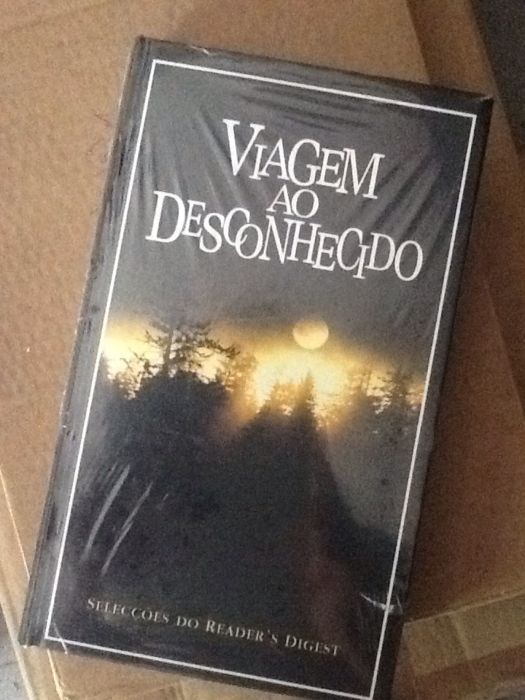 VIAGEM
AO
DESCONHECIDO
SELECÇÕES DO READER'S DIGEST